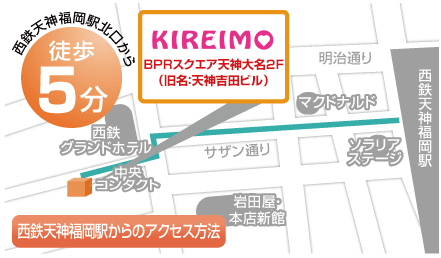 西鉄天神福岡駅北口から
徒歩
5分
KIREIMO
BPRスクエア天神大名2F
（旧名:天神吉田ビル）
明治通り
マクドナルド
西鉄天神福岡駅
西鉄
グランドホテル
サザン通り
ソラリア
ステージ
中央
コンタクト
岩田屋・
本店新館
西鉄天神福岡駅からのアクセス方法